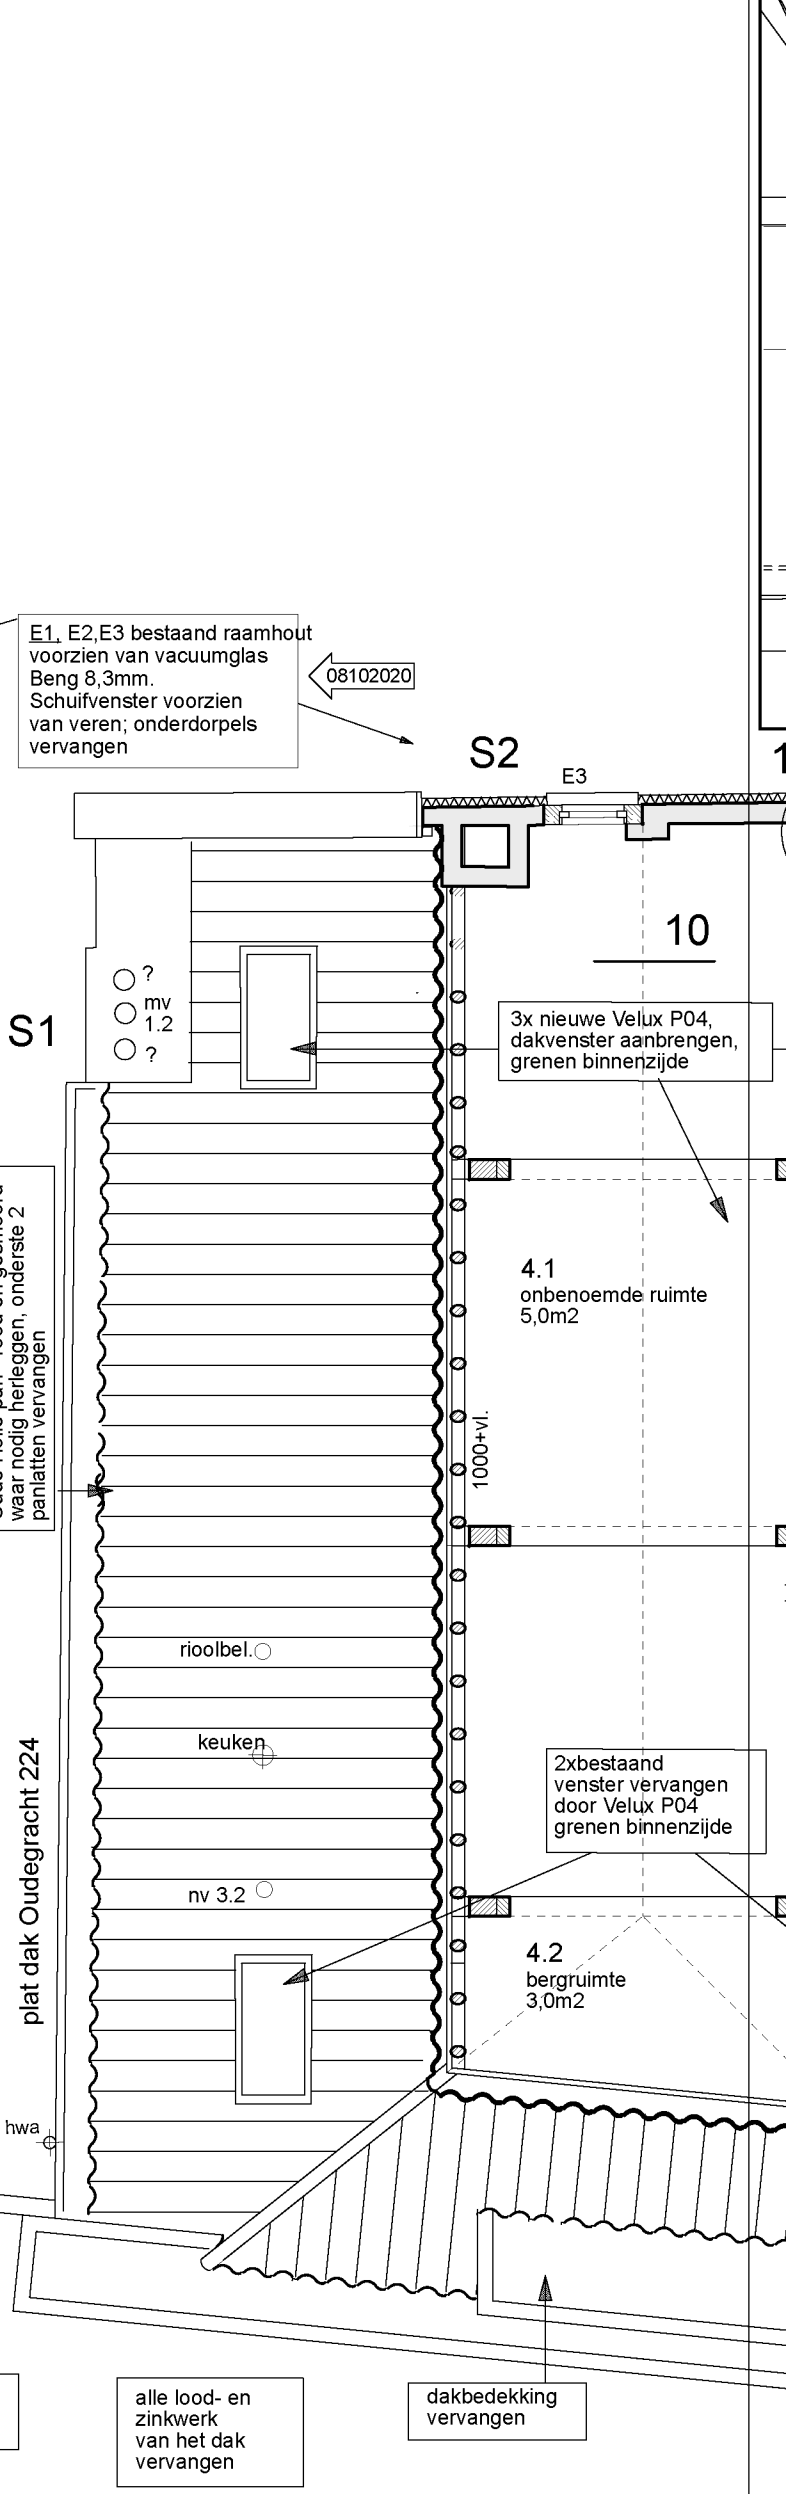 E1, E2,E3 bestaand raamhout
voorzien van vacuumglas
Beng 8,3mm.
Schuifvenster voorzien
van veren; onderdorpels
vervangen
08102020
S2
E3
10
?
mv
1.2
?
S1
3x nieuwe Velux P04,
dakvenster aanbrengen,
grenen binnenzijde
waar nodig herleggen, onderste 2
panlatten vervangen
4.1
onbenoemde ruimte
5,0m2
1000+vl.
rioolbel.
keuken
nv 3.2
plat dak Oudegracht 224
2xbestaand
venster vervangen
door Velux P04
grenen binnenzijde
4.2
bergruimte
3,0m2
hwa
alle lood- en
zinkwerk
van het dak
vervangen
dakbedekking
vervangen